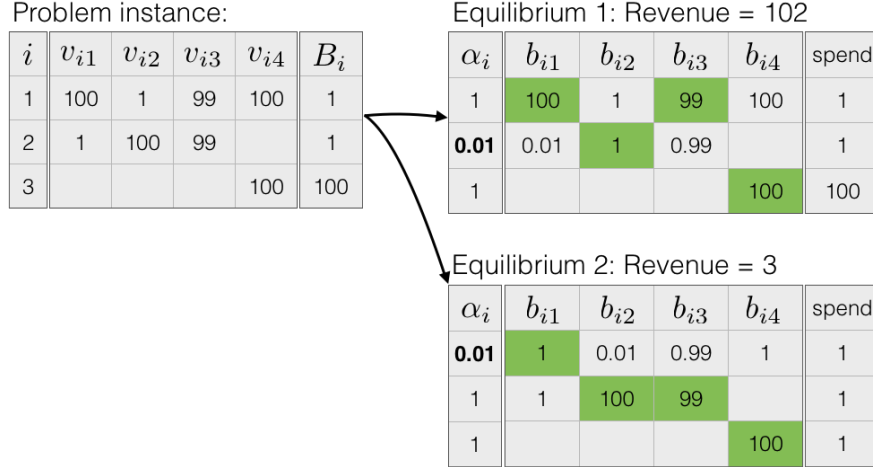 Problem instance:
i v_{i1} v_{i2} v_{i3} v_{i4} B_i
1 100 1 99 100 1
2 1 100 99 1
3 100 100
Equilibrium 1: Revenue = 102
α_i b_{i1} b_{i2} b_{i3} b_{i4} spend
1 100 1 99 100 1
0.01 0.01 1 0.99 1
1 100 100
Equilibrium 2: Revenue = 3
α_i b_{i1} b_{i2} b_{i3} b_{i4} spend
0.01 1 0.01 0.99 1 1
1 1 100 99 1
1 100 1